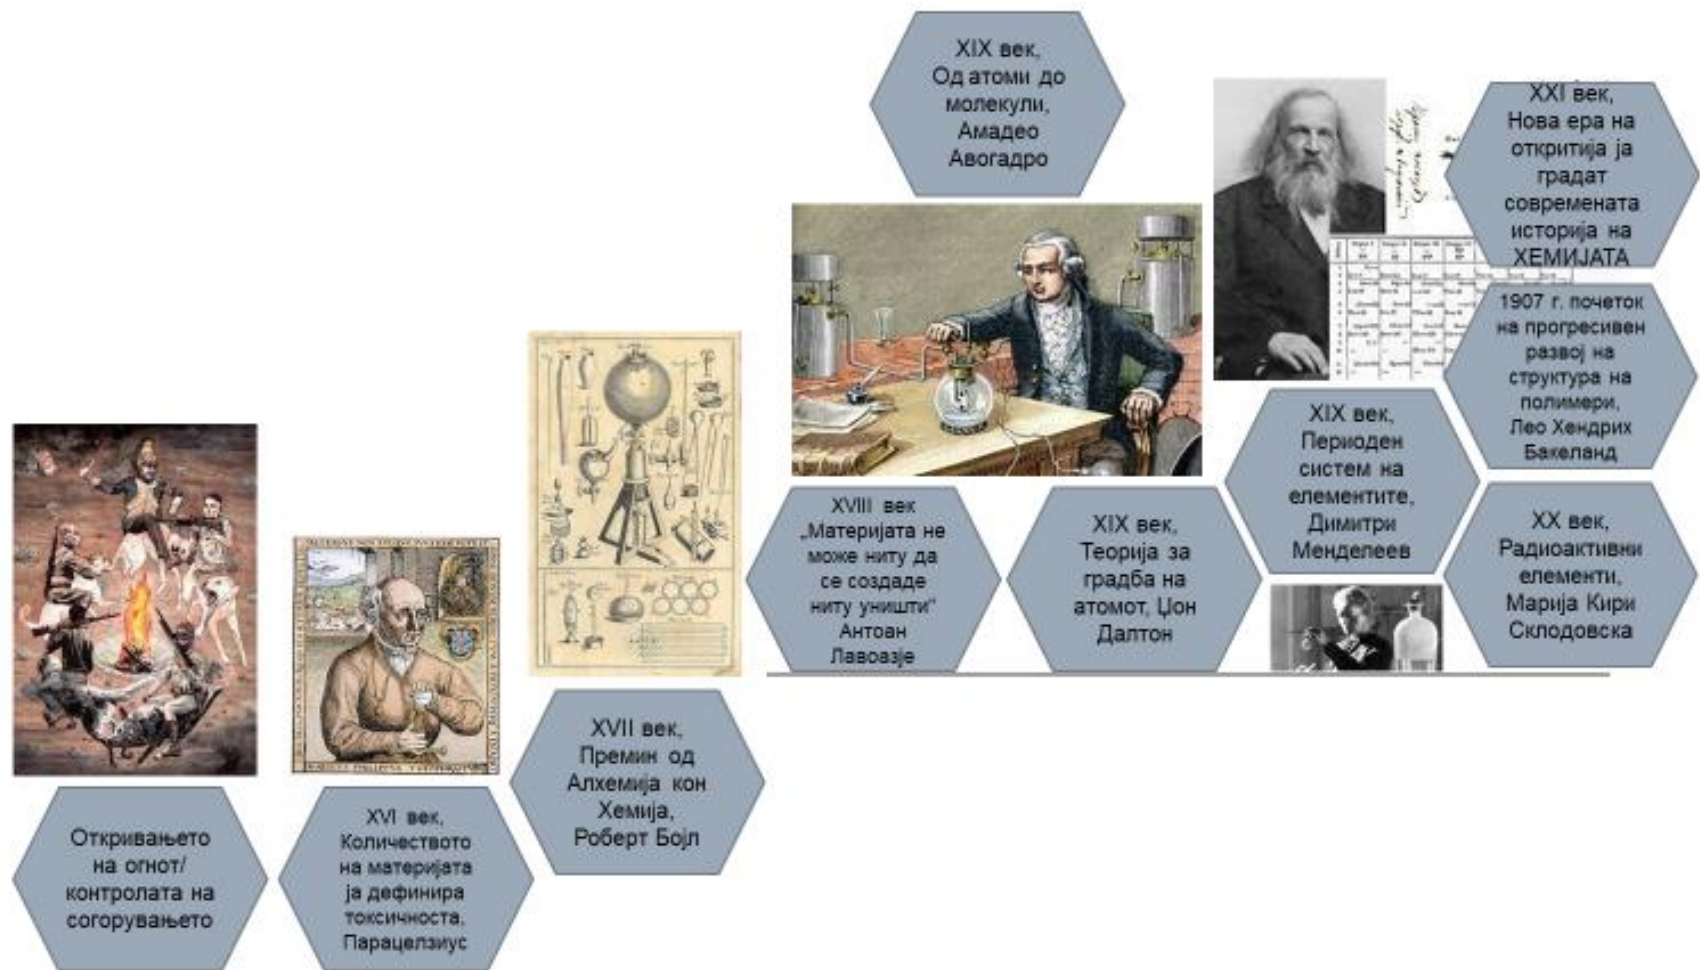 Откривањето
на огнот/
контролата на
согорувањето
XVI век,
Количеството
на материјата
ја дефинира
токсичноста,
Парацелзиус
XVII век,
Премин од
Алхемија кон
Хемија,
Роберт Бојл
XVIII век
„Материјата не
може ниту да
се создаде
ниту уништи“
Антоан
Лавоазје
XIX век,
Од атоми до
молекули,
Амадео
Авогадро
XIX век,
Теорија за
градба на
атомот, Џон
Далтон
XIX век,
Периоден
систем на
елементите,
Димитри
Менделеев
XX век,
Радиоактивни
елементи,
Марија Кири
Склодовска
1907 г. почеток
на прогресивен
развој на
структура на
полимери,
Лео Хендрих
Бакеланд
XXI век,
Нова ера на
откритија ја
градат
современата
историја на
ХЕМИЈАТА